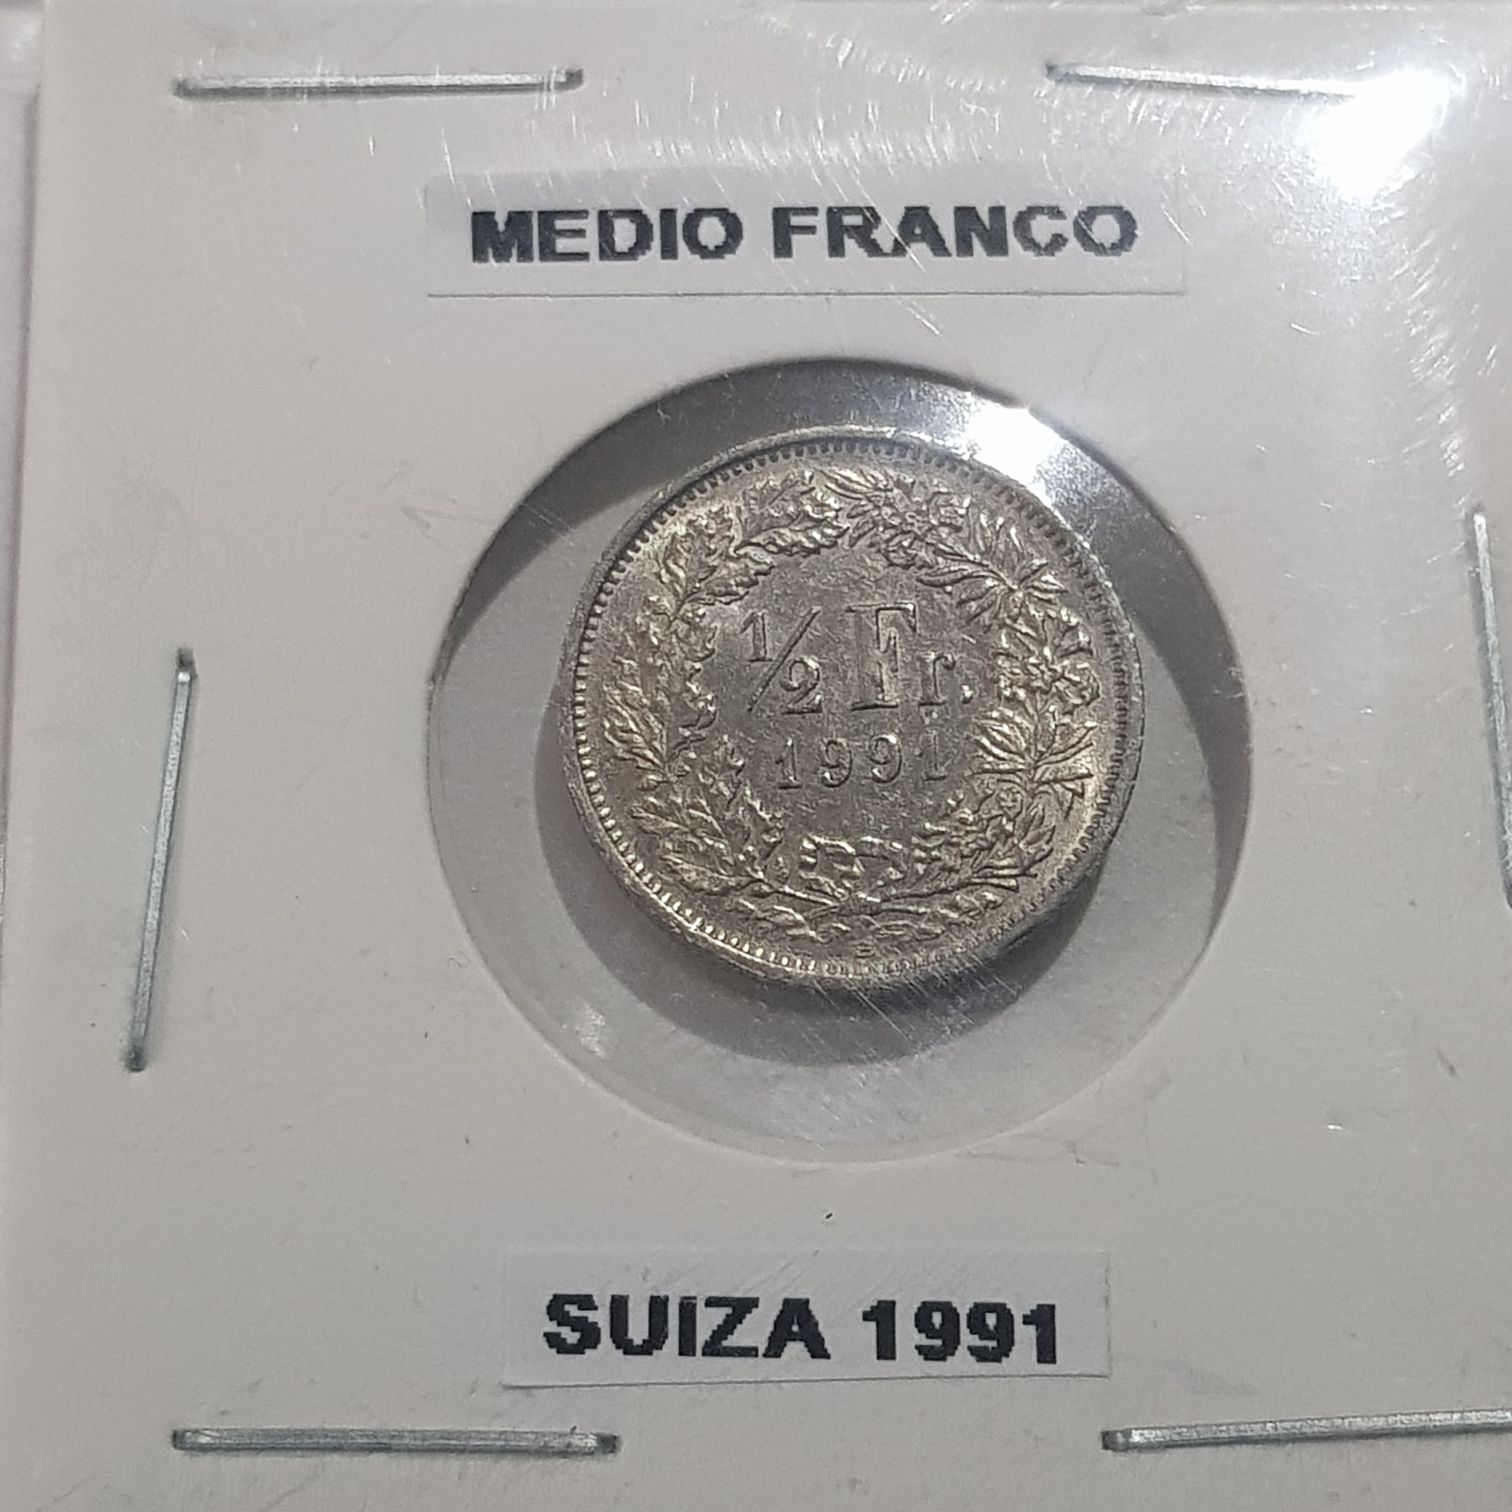 MEDIO FRANCO
1/2 Fr.
1991
B
SUIZA 1991